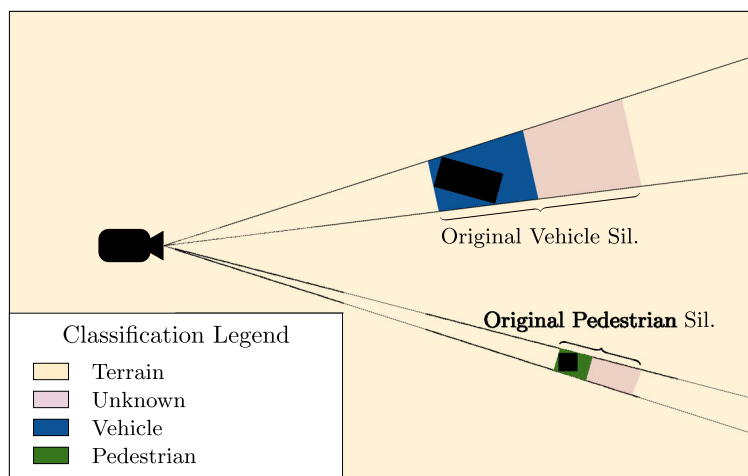 Original Vehicle Sil.
Original Pedestrian Sil.
Classification Legend
Terrain
Unknown
Vehicle
Pedestrian